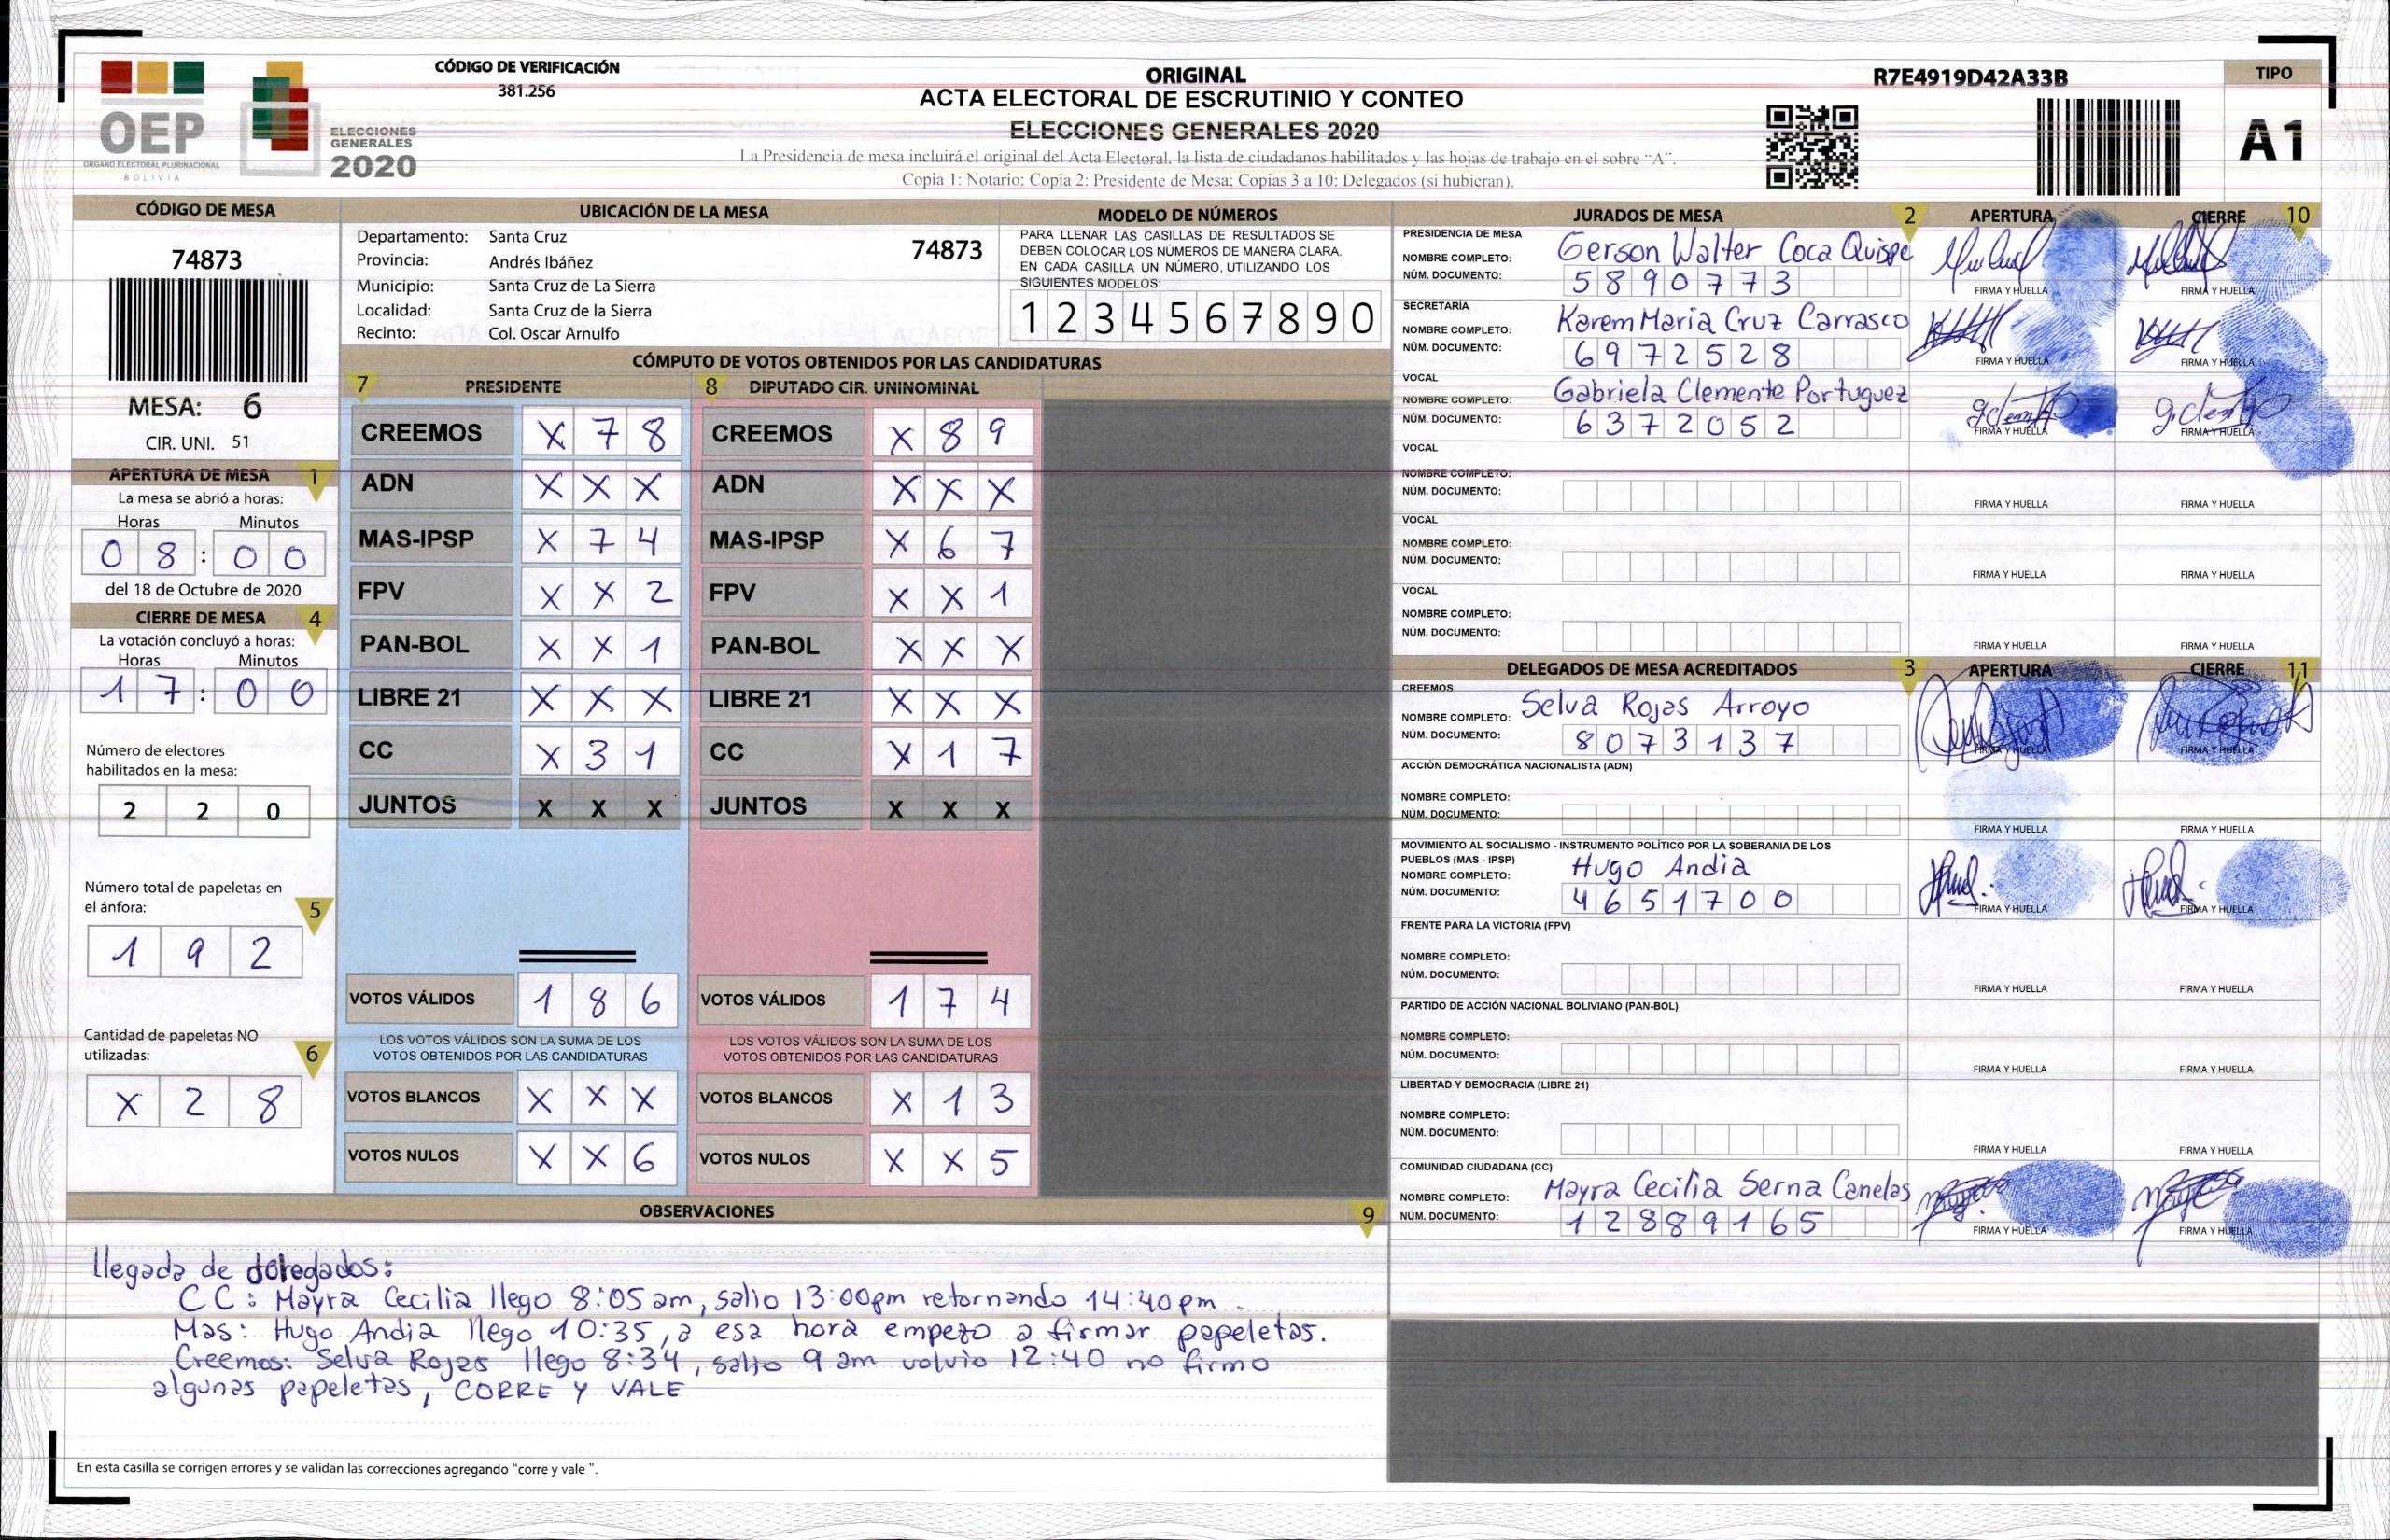 CÓDIGO DE VERIFICACIÓN
381.256
ORIGINAL
ACTA ELECTORAL DE ESCRUTINIO Y CONTEO
ELECCIONES GENERALES 2020
La Presidencia de mesa incluirá el original del Acta Electoral, la lista de ciudadanos habilitados y las hojas de trabajo en el sobre "A".
Copia 1: Notario; Copia 2: Presidente de Mesa; Copias 3 a 10: Delegados (si hubieran).
R7E4919D42A33B
TIPO
A1
OEP
ÓRGANO ELECTORAL PLURINACIONAL
BOLIVIA
ELECCIONES
GENERALES
2020
CÓDIGO DE MESA
74873
MESA: 6
CIR. UNI. 51
APERTURA DE MESA 1
La mesa se abrió a horas:
Horas Minutos
0 8 : 0 0
del 18 de Octubre de 2020
CIERRE DE MESA 4
La votación concluyó a horas:
Horas Minutos
1 7 : 0 0
Número de electores
habilitados en la mesa:
2 2 0
Número total de papeletas en
el ánfora: 5
1 9 2
Cantidad de papeletas NO
utilizadas: 6
X 2 8
UBICACIÓN DE LA MESA
Departamento: Santa Cruz 74873
Provincia: Andrés Ibáñez
Municipio: Santa Cruz de La Sierra
Localidad: Santa Cruz de la Sierra
Recinto: Col. Oscar Arnulfo
MODELO DE NÚMEROS
PARA LLENAR LAS CASILLAS DE RESULTADOS SE
DEBEN COLOCAR LOS NÚMEROS DE MANERA CLARA.
EN CADA CASILLA UN NÚMERO, UTILIZANDO LOS
SIGUIENTES MODELOS:
1 2 3 4 5 6 7 8 9 0
CÓMPUTO DE VOTOS OBTENIDOS POR LAS CANDIDATURAS
7 PRESIDENTE 8 DIPUTADO CIR. UNINOMINAL
CREEMOS X 7 8 CREEMOS X 8 9
ADN X X X ADN X X X
MAS-IPSP X 7 4 MAS-IPSP X 6 7
FPV X X 2 FPV X X 1
PAN-BOL X X 1 PAN-BOL X X X
LIBRE 21 X X X LIBRE 21 X X X
CC X 3 1 CC X 1 7
JUNTOS X X X JUNTOS X X X
VOTOS VÁLIDOS 1 8 6 VOTOS VÁLIDOS 1 7 4
LOS VOTOS VÁLIDOS SON LA SUMA DE LOS LOS VOTOS VÁLIDOS SON LA SUMA DE LOS
VOTOS OBTENIDOS POR LAS CANDIDATURAS VOTOS OBTENIDOS POR LAS CANDIDATURAS
VOTOS BLANCOS X X X VOTOS BLANCOS X 1 3
VOTOS NULOS X X 6 VOTOS NULOS X X 5
JURADOS DE MESA 2 APERTURA CIERRE 10
PRESIDENCIA DE MESA
NOMBRE COMPLETO: Gerson Walter Coca Quispe
NÚM. DOCUMENTO: 5 8 9 0 7 7 3 FIRMA Y HUELLA FIRMA Y HUELLA
SECRETARÍA
NOMBRE COMPLETO: Karem Maria Cruz Carrasco
NÚM. DOCUMENTO: 6 9 7 2 5 2 8 FIRMA Y HUELLA FIRMA Y HUELLA
VOCAL
NOMBRE COMPLETO: Gabriela Clemente Portuguez
NÚM. DOCUMENTO: 6 3 7 2 0 5 2 FIRMA Y HUELLA FIRMA Y HUELLA
VOCAL
NOMBRE COMPLETO:
NÚM. DOCUMENTO: FIRMA Y HUELLA FIRMA Y HUELLA
VOCAL
NOMBRE COMPLETO:
NÚM. DOCUMENTO: FIRMA Y HUELLA FIRMA Y HUELLA
VOCAL
NOMBRE COMPLETO:
NÚM. DOCUMENTO: FIRMA Y HUELLA FIRMA Y HUELLA
DELEGADOS DE MESA ACREDITADOS 3 APERTURA CIERRE 11
CREEMOS
NOMBRE COMPLETO: Selva Rojas Arroyo
NÚM. DOCUMENTO: 8 0 7 3 1 3 7 FIRMA Y HUELLA FIRMA Y HUELLA
ACCIÓN DEMOCRÁTICA NACIONALISTA (ADN)
NOMBRE COMPLETO:
NÚM. DOCUMENTO: FIRMA Y HUELLA FIRMA Y HUELLA
MOVIMIENTO AL SOCIALISMO - INSTRUMENTO POLÍTICO POR LA SOBERANIA DE LOS
PUEBLOS (MAS - IPSP)
NOMBRE COMPLETO: Hugo Andia
NÚM. DOCUMENTO: 4 6 5 1 7 0 0 FIRMA Y HUELLA FIRMA Y HUELLA
FRENTE PARA LA VICTORIA (FPV)
NOMBRE COMPLETO:
NÚM. DOCUMENTO: FIRMA Y HUELLA FIRMA Y HUELLA
PARTIDO DE ACCIÓN NACIONAL BOLIVIANO (PAN-BOL)
NOMBRE COMPLETO:
NÚM. DOCUMENTO: FIRMA Y HUELLA FIRMA Y HUELLA
LIBERTAD Y DEMOCRACIA (LIBRE 21)
NOMBRE COMPLETO:
NÚM. DOCUMENTO: FIRMA Y HUELLA FIRMA Y HUELLA
COMUNIDAD CIUDADANA (CC)
NOMBRE COMPLETO: Mayra Cecilia Serna Canelas
NÚM. DOCUMENTO: 1 2 8 8 9 1 6 5 FIRMA Y HUELLA FIRMA Y HUELLA
OBSERVACIONES 9
llegada de delegados:
CC: Mayra Cecilia llego 8:05 am, salio 13:00pm retornando 14:40pm.
Mas: Hugo Andia llego 10:35, a esa hora empezo a firmar papeletas.
Creemos: Selva Rojas llego 8:34, salio 9 am volvio 12:40 no firmo
algunas papeletas, CORRE Y VALE
En esta casilla se corrigen errores y se validan las correcciones agregando "corre y vale ".